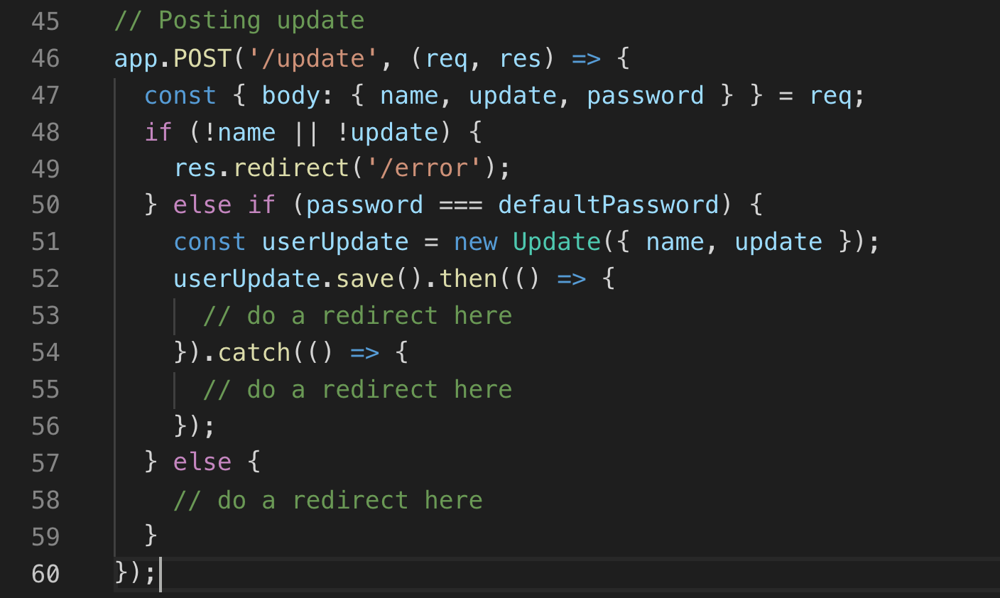 45 // Posting update
46 app.POST('/update', (req, res) => {
47   const { body: { name, update, password } } = req;
48   if (!name || !update) {
49     res.redirect('/error');
50   } else if (password === defaultPassword) {
51     const userUpdate = new Update({ name, update });
52     userUpdate.save().then(() => {
53       // do a redirect here
54     }).catch(() => {
55       // do a redirect here
56     });
57   } else {
58     // do a redirect here
59   }
60 });